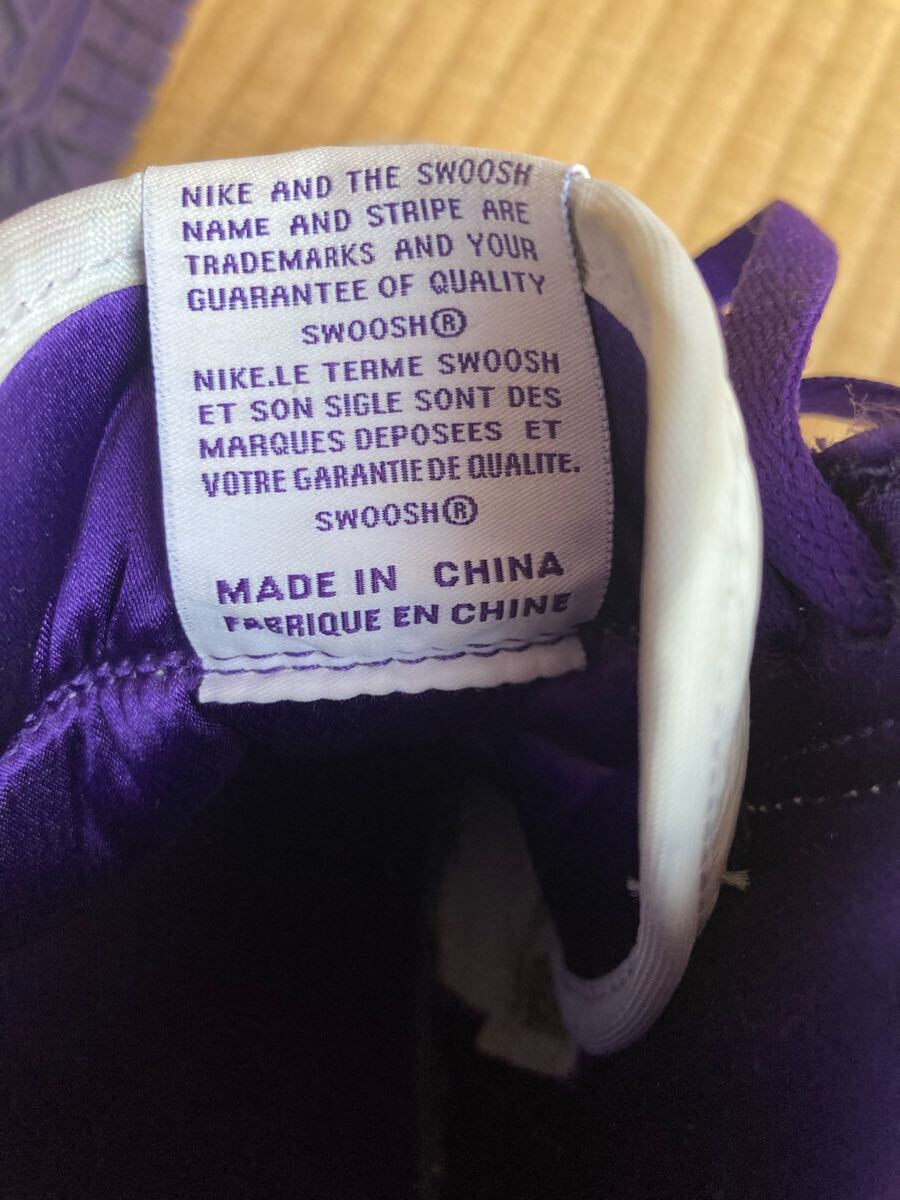 NIKE AND THE SWOOSH
NAME AND STRIPE ARE
TRADEMARKS AND YOUR
GUARANTEE OF QUALITY
SWOOSH®
NIKE.LE TERME SWOOSH
ET SON SIGLE SONT DES
MARQUES DEPOSEES ET
VOTRE GARANTIE DE QUALITE.
SWOOSH®
MADE IN CHINA
FABRIQUE EN CHINE